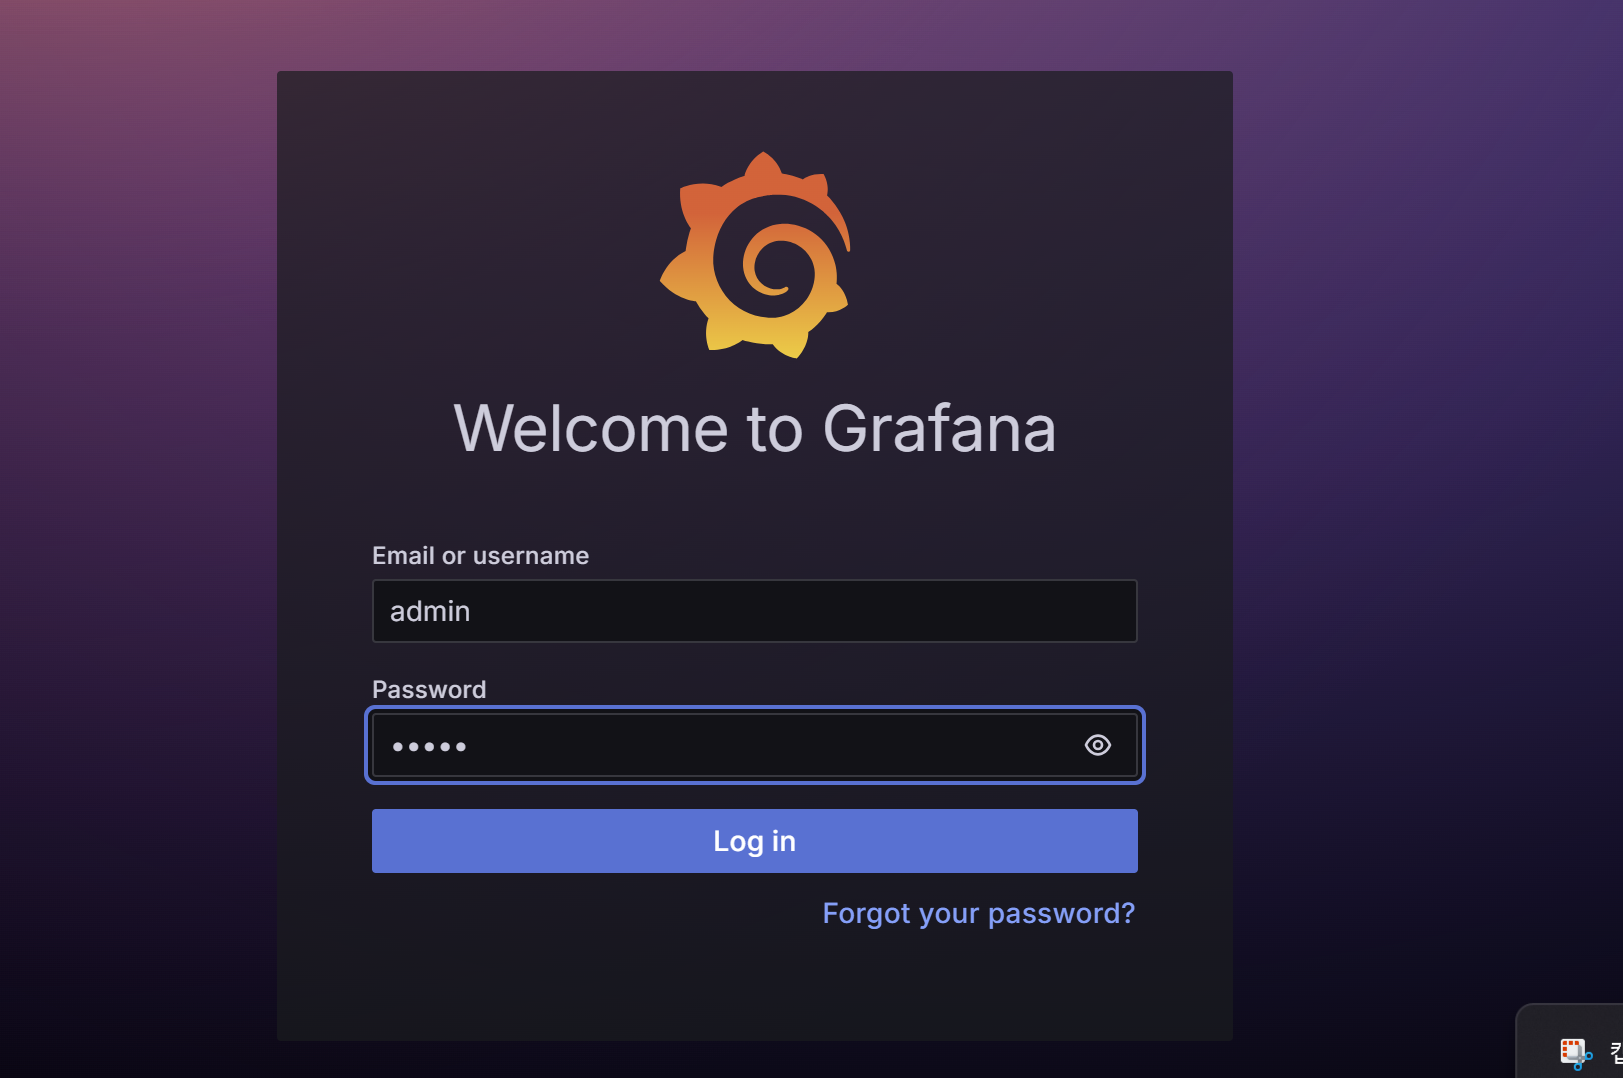 Welcome to Grafana
Email or username
admin
Password
•••••
Log in
Forgot your password?